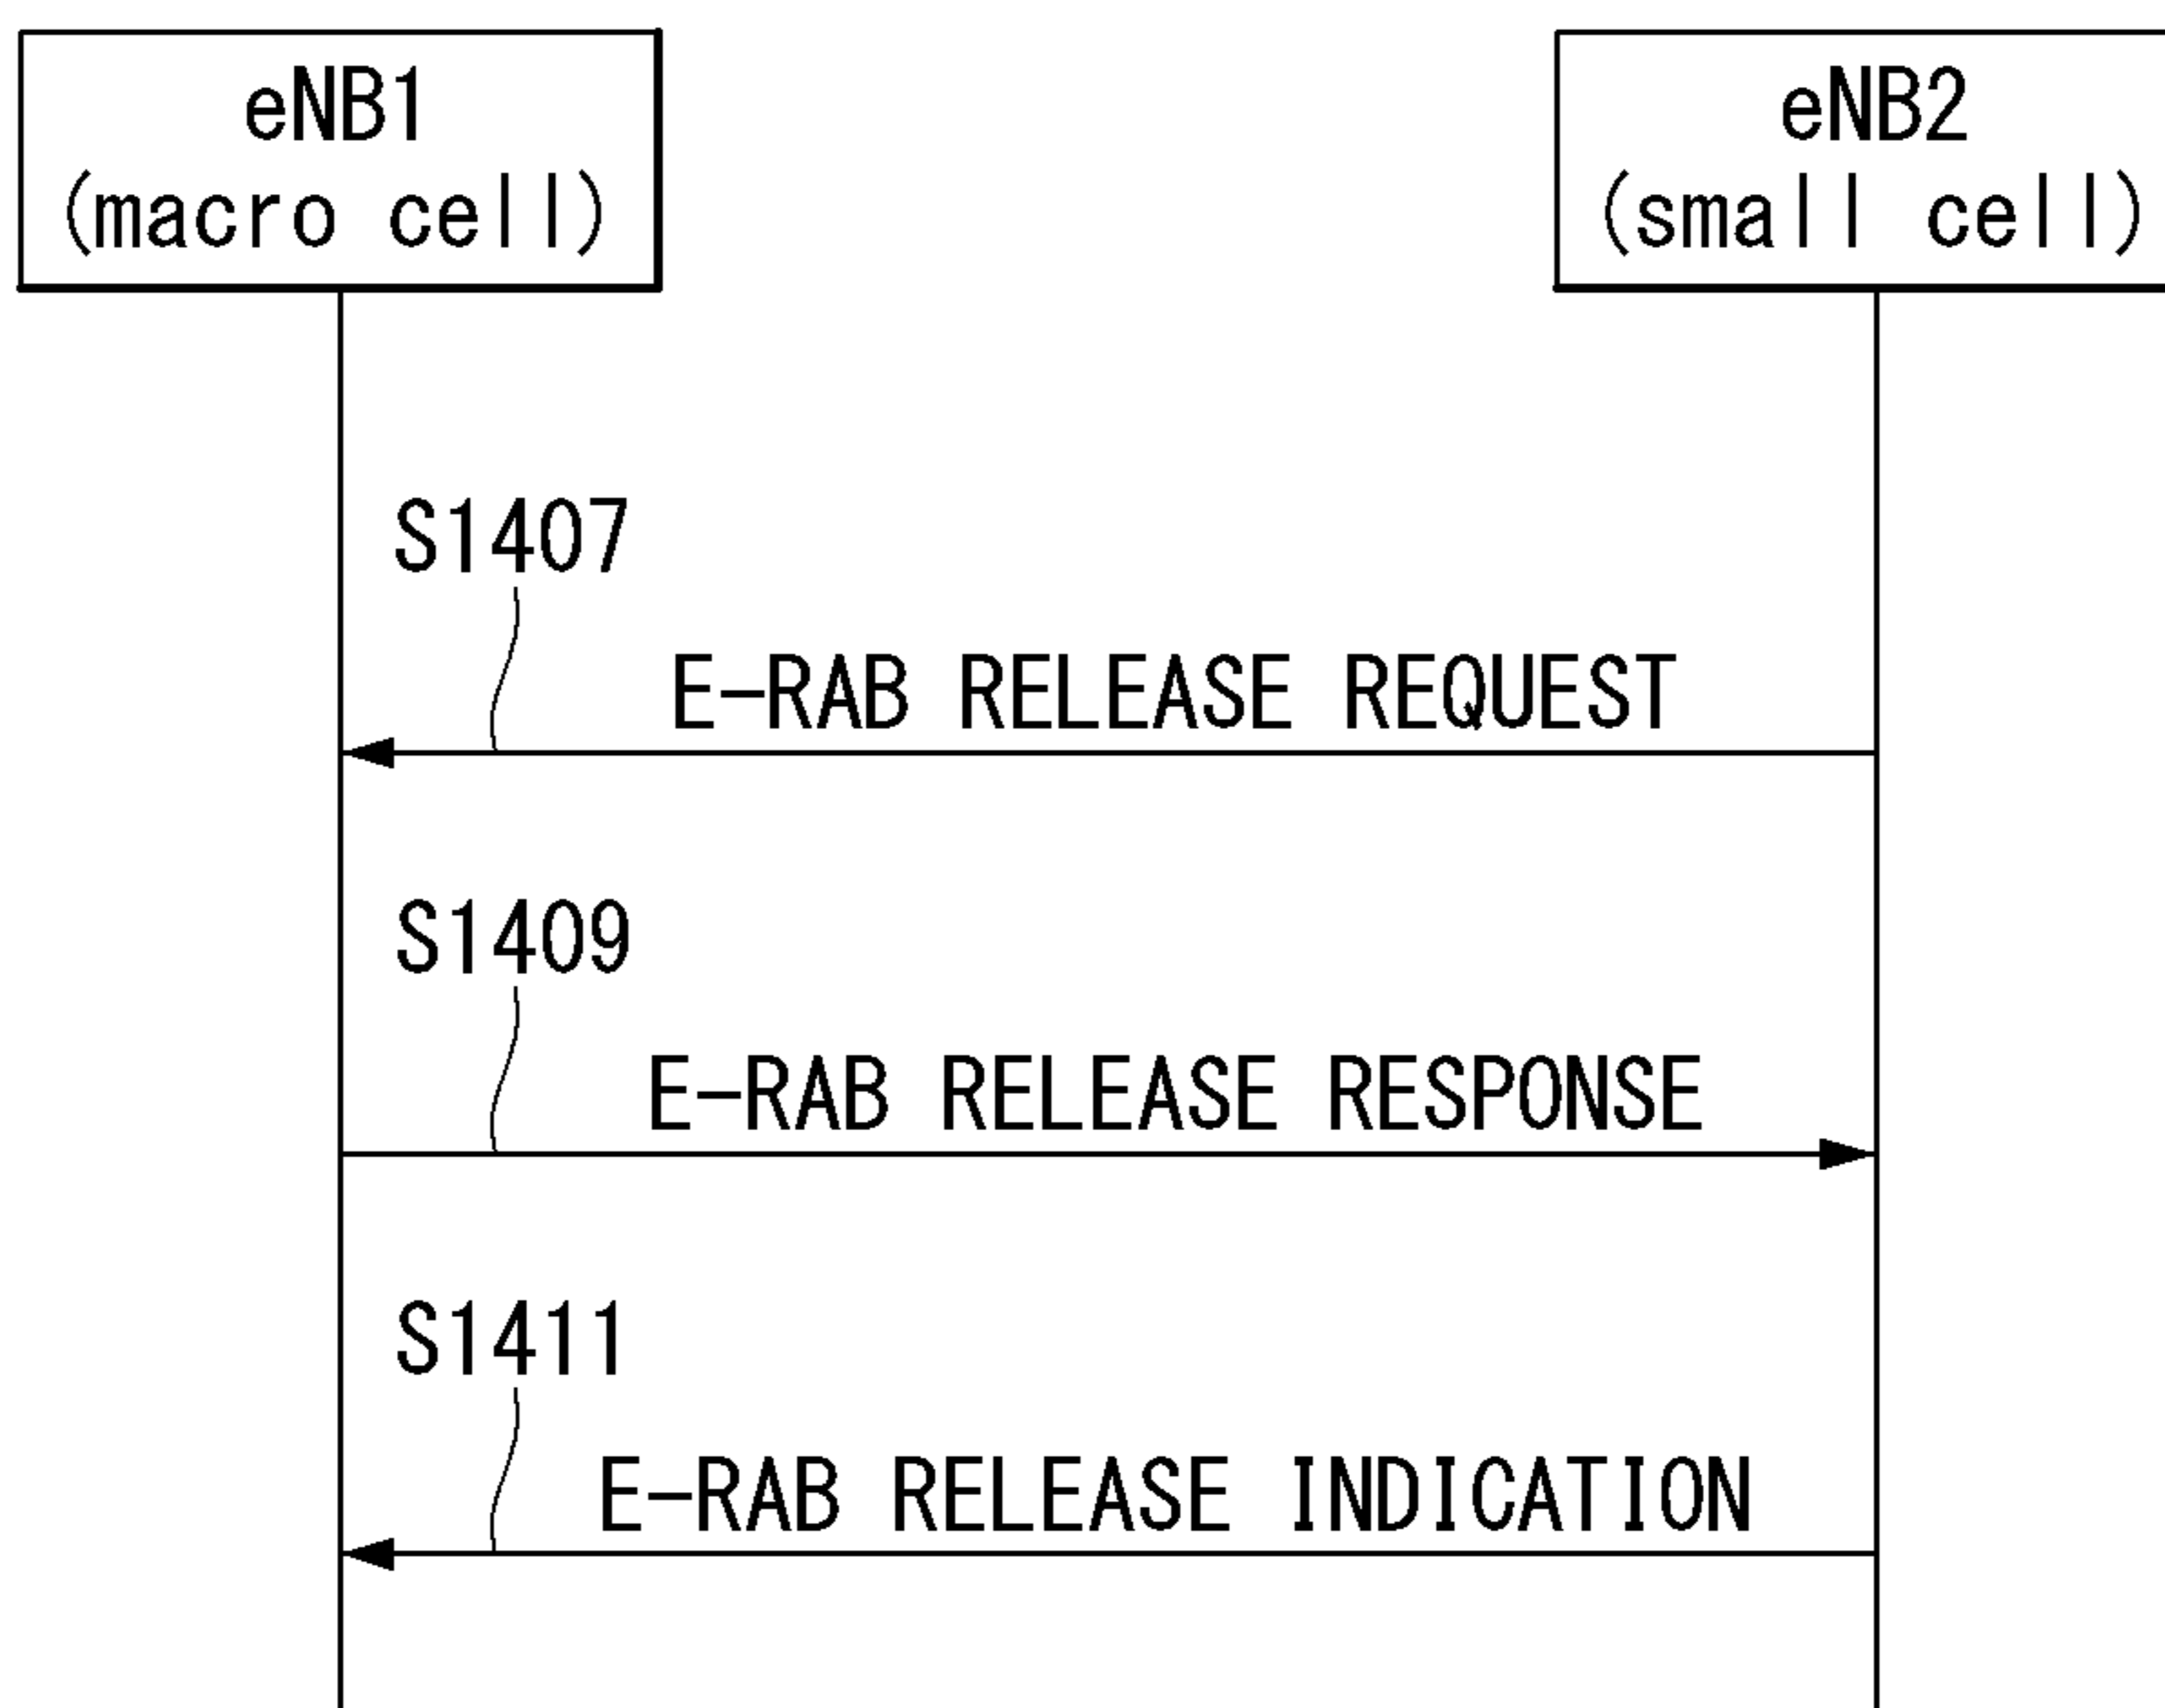 eNB1
(macro cell)
eNB2
(small cell)
S1407
E-RAB RELEASE REQUEST
S1409
E-RAB RELEASE RESPONSE
S1411
E-RAB RELEASE INDICATION